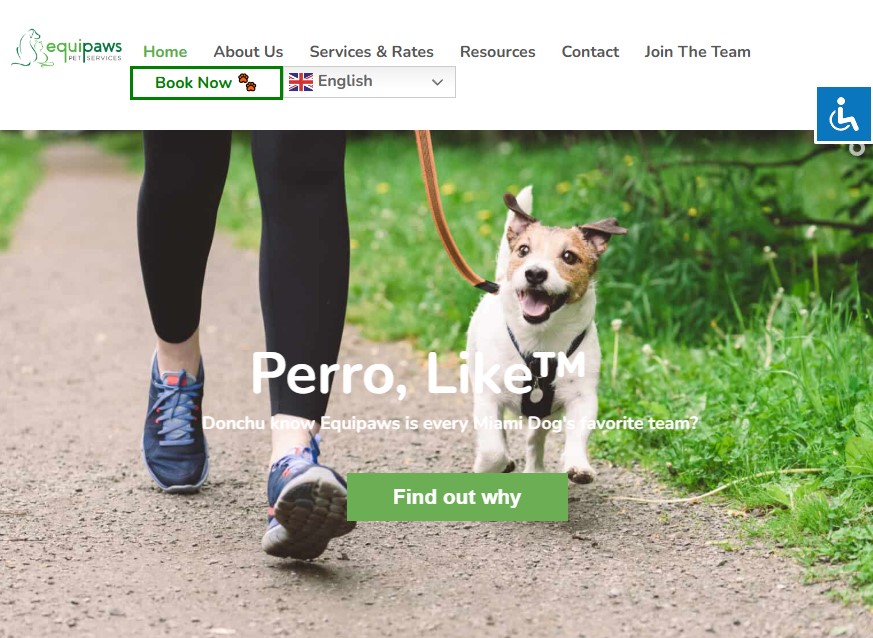 equipaws
PET SERVICES
Home About Us Services & Rates Resources Contact Join The Team
Book Now English
Perro, Like™
Donchu know Equipaws is every Miami Dog's favorite team?
Find out why